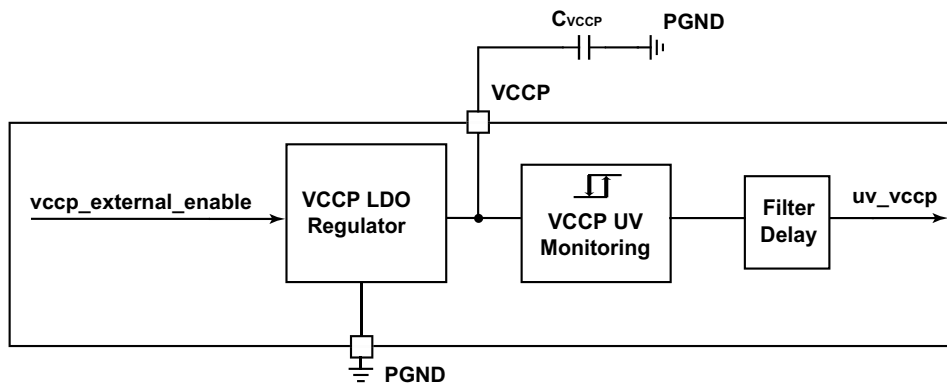 CVCCP
PGND
VCCP
vccp_external_enable
VCCP LDO
Regulator
VCCP UV
Monitoring
Filter
Delay
uv_vccp
PGND